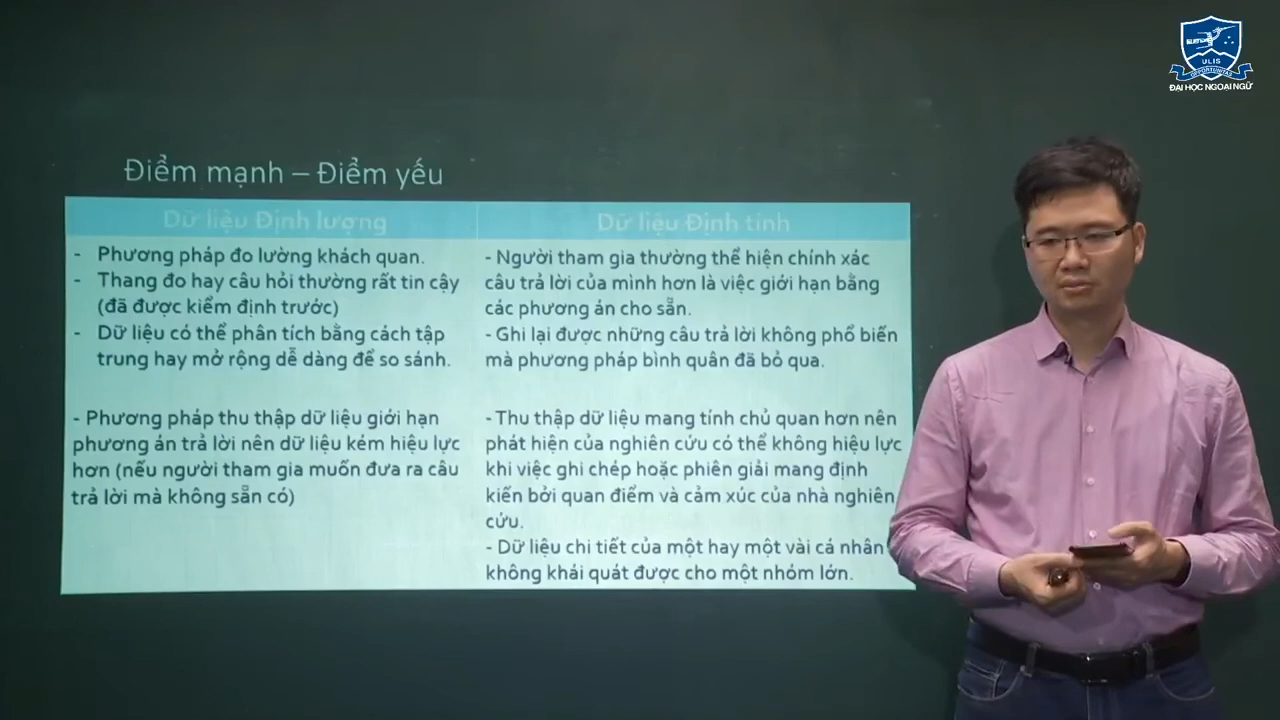 ULIS
ĐẠI HỌC NGOẠI NGỮ
Điểm mạnh – Điểm yếu
Dữ liệu Định lượng
- Phương pháp đo lường khách quan.
- Thang đo hay câu hỏi thường rất tin cậy
(đã được kiểm định trước)
- Dữ liệu có thể phân tích bằng cách tập
trung hay mở rộng dễ dàng để so sánh.
- Phương pháp thu thập dữ liệu giới hạn
phương án trả lời nên dữ liệu kém hiệu lực
hơn (nếu người tham gia muốn đưa ra câu
trả lời mà không sẵn có)
Dữ liệu Định tính
- Người tham gia thường thể hiện chính xác
câu trả lời của mình hơn là việc giới hạn bằng
các phương án cho sẵn.
- Ghi lại được những câu trả lời không phổ biến
mà phương pháp bình quân đã bỏ qua.
- Thu thập dữ liệu mang tính chủ quan hơn nên
phát hiện của nghiên cứu có thể không hiệu lực
khi việc ghi chép hoặc phiên giải mang định
kiến bởi quan điểm và cảm xúc của nhà nghiên
cứu.
- Dữ liệu chi tiết của một hay một vài cá nhân
không khái quát được cho một nhóm lớn.